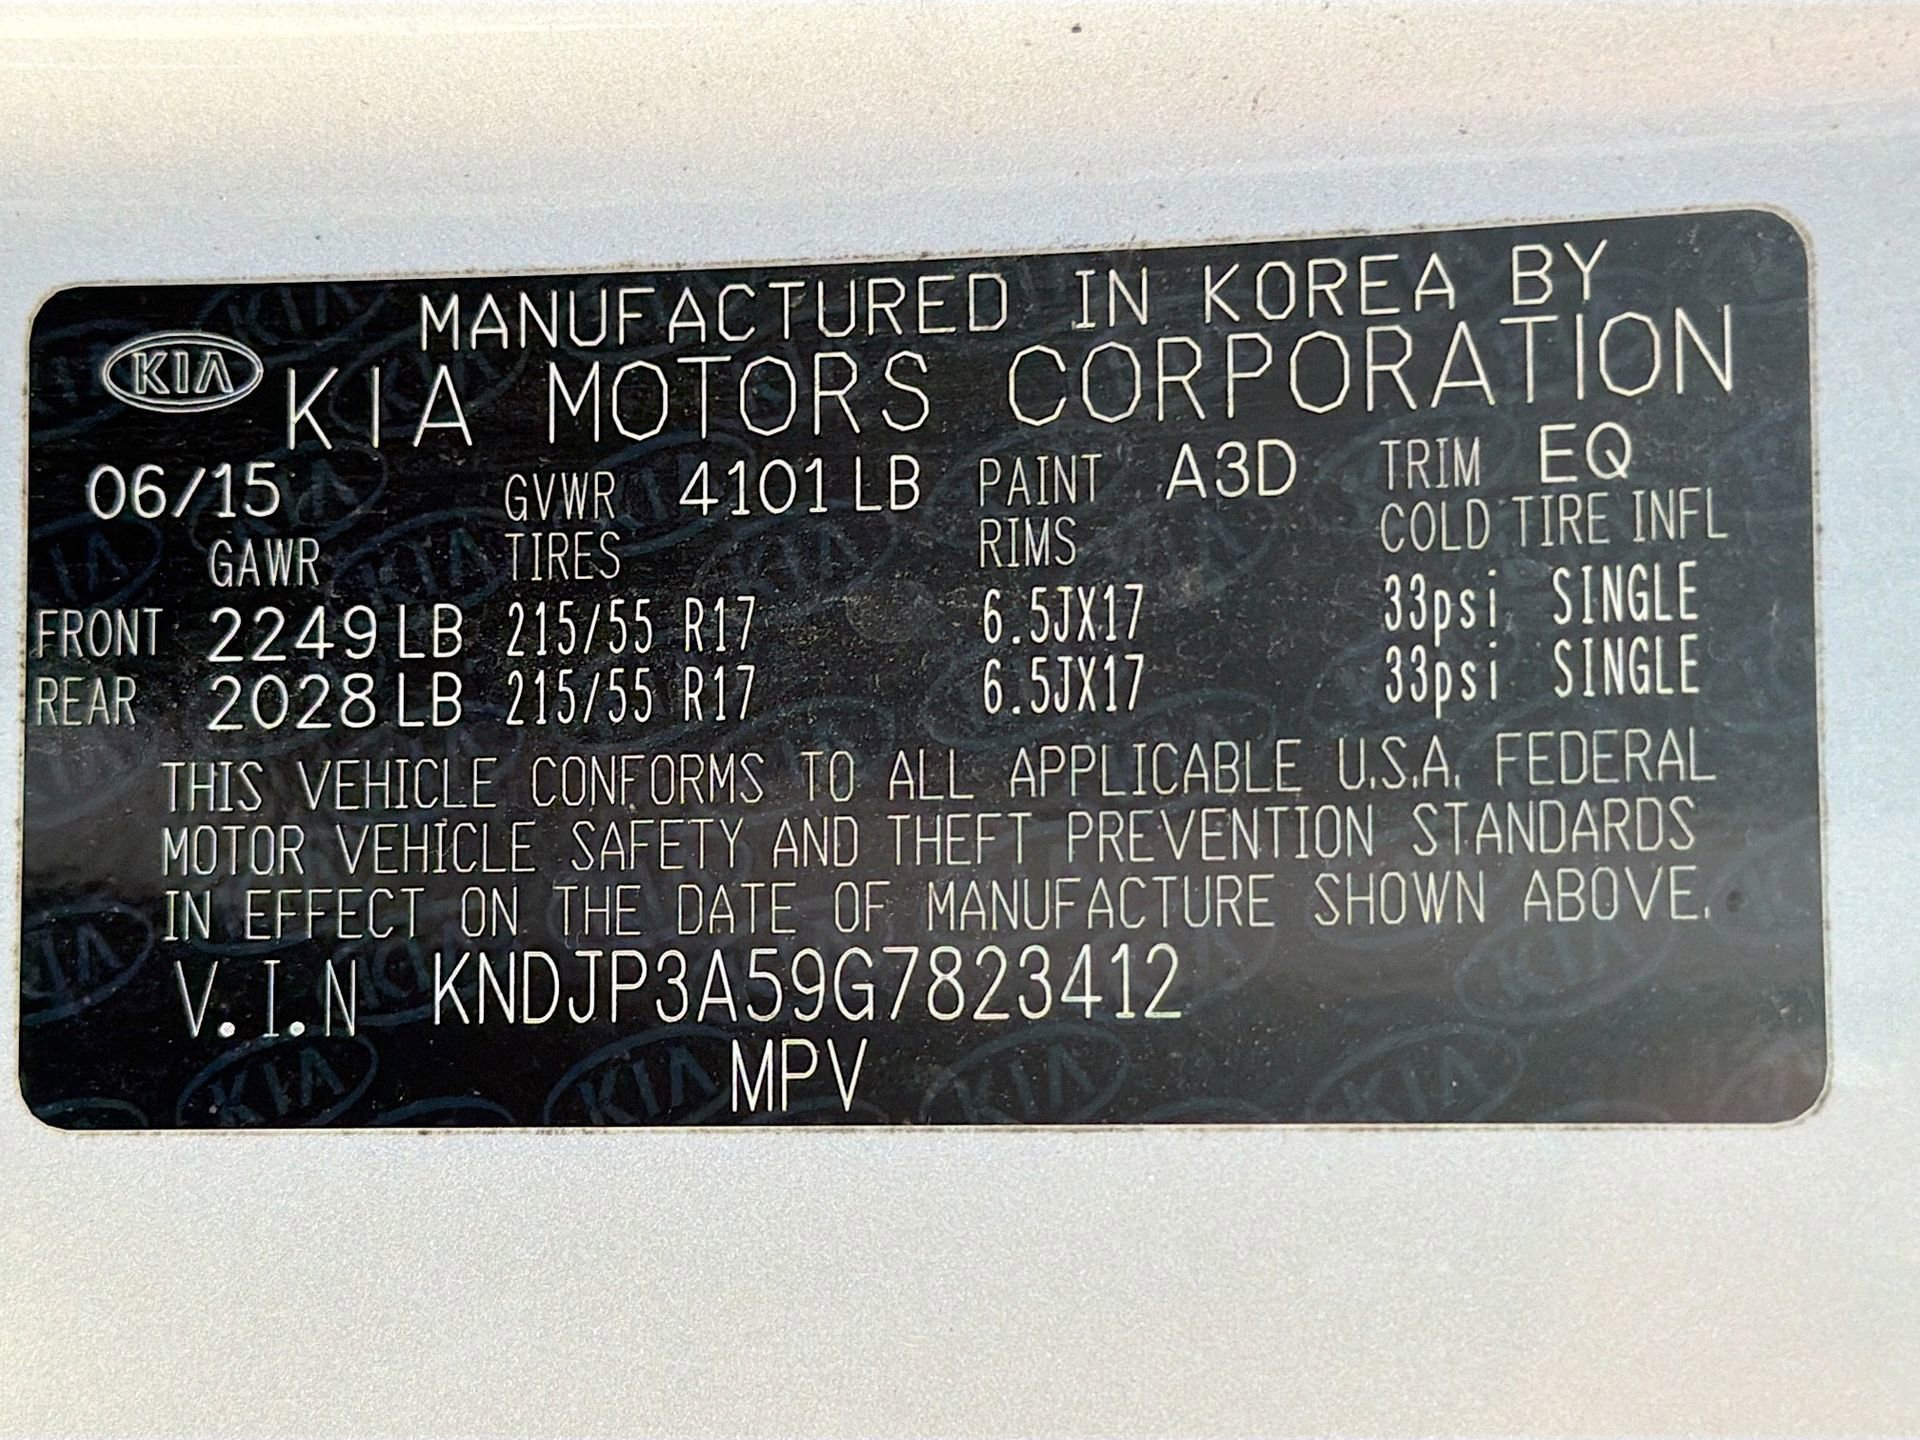 MANUFACTURED IN KOREA BY
KIA KIA MOTORS CORPORATION
06/15 GVWR 4101 LB PAINT A3D TRIM EQ
GAWR TIRES RIMS COLD TIRE INFL
FRONT 2249 LB 215/55 R17 6.5JX17 33psi SINGLE
REAR 2028 LB 215/55 R17 6.5JX17 33psi SINGLE
THIS VEHICLE CONFORMS TO ALL APPLICABLE U.S.A. FEDERAL
MOTOR VEHICLE SAFETY AND THEFT PREVENTION STANDARDS
IN EFFECT ON THE DATE OF MANUFACTURE SHOWN ABOVE.
V.I.N KNDJP3A59G7823412
MPV